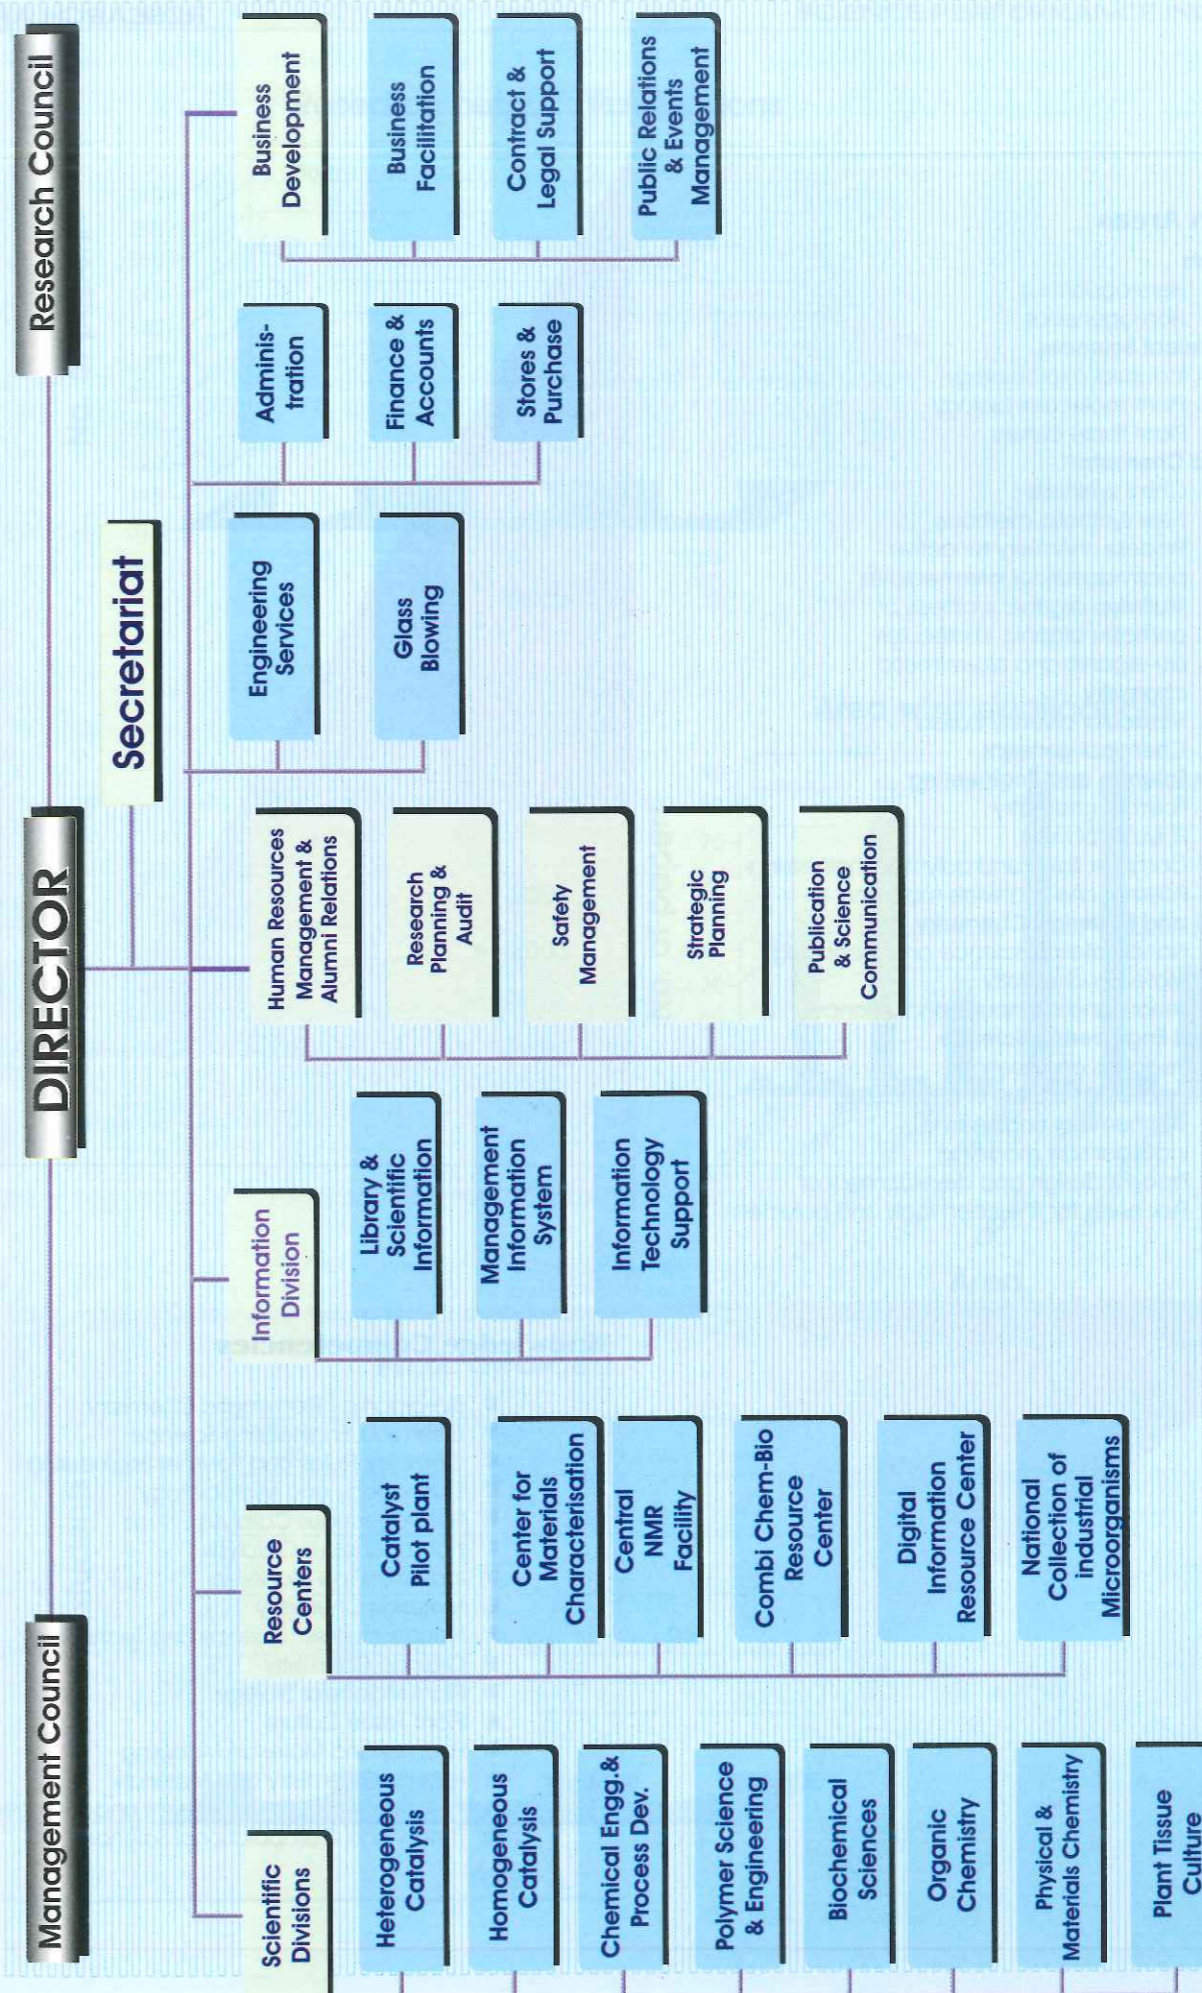 Management Council
DIRECTOR
Research Council
Secretariat
Scientific
Divisions
Heterogeneous
Catalysis
Homogeneous
Catalysis
Chemical Engg.&
Process Dev.
Polymer Science
& Engineering
Biochemical
Sciences
Organic
Chemistry
Physical &
Materials Chemistry
Plant Tissue
Culture
Resource
Centers
Catalyst
Pilot plant
Center for
Materials
Characterisation
Central
NMR
Facility
Combi Chem-Bio
Resource
Center
Digital
Information
Resource Center
National
Collection of
industrial
Microorganisms
Information
Division
Library &
Scientific
Information
Management
Information
System
Information
Technology
Support
Human Resources
Management &
Alumni Relations
Research
Planning &
Audit
Safety
Management
Strategic
Planning
Publication
& Science
Communication
Engineering
Services
Glass
Blowing
Adminis-
tration
Finance &
Accounts
Stores &
Purchase
Business
Development
Business
Facilitation
Contract &
Legal Support
Public Relations
& Events
Management